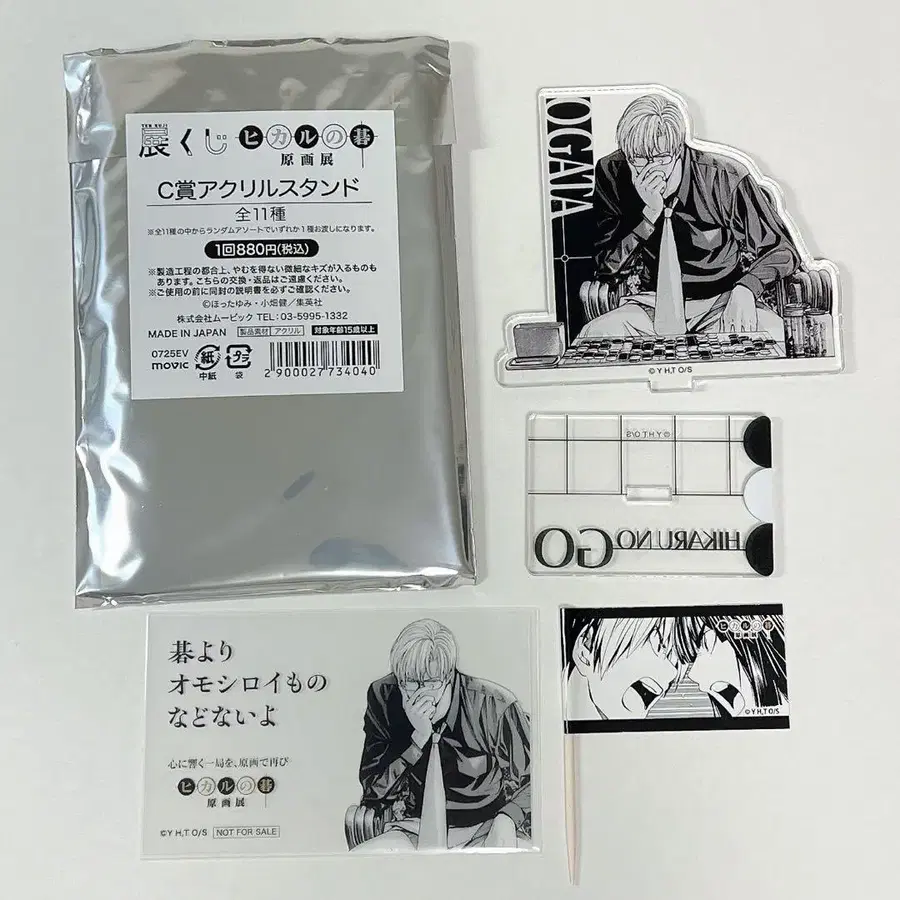 TEN KUJI
展くじ ヒカルの碁
原画展
C賞アクリルスタンド
全11種
※全11種の中からランダムアソートでいずれか1種お渡しになります。
1回880円(税込)
※製造工程の都合上、やむを得ない微細なキズが入るものも
あります。こちらの交換・返品はご遠慮ください。
※ご使用の前に同封の説明書を必ずご確認ください。
©ほったゆみ・小畑健/集英社
株式会社ムービック TEL:03-5995-1332
MADE IN JAPAN 製品素材 アクリル 対象年齢15歳以上
0725EV
movic
紙
中紙
プラ
袋
2900027734040
OGATA
©Y H,T O/S
©Y H,T O/S
HIKARU NO GO
碁より
オモシロイもの
などないよ
心に響く一局を、原画で再び
ヒカルの碁
原画展
©Y H,T O/S NOT FOR SALE
ヒカルの碁
原画展
©Y H,T O/S